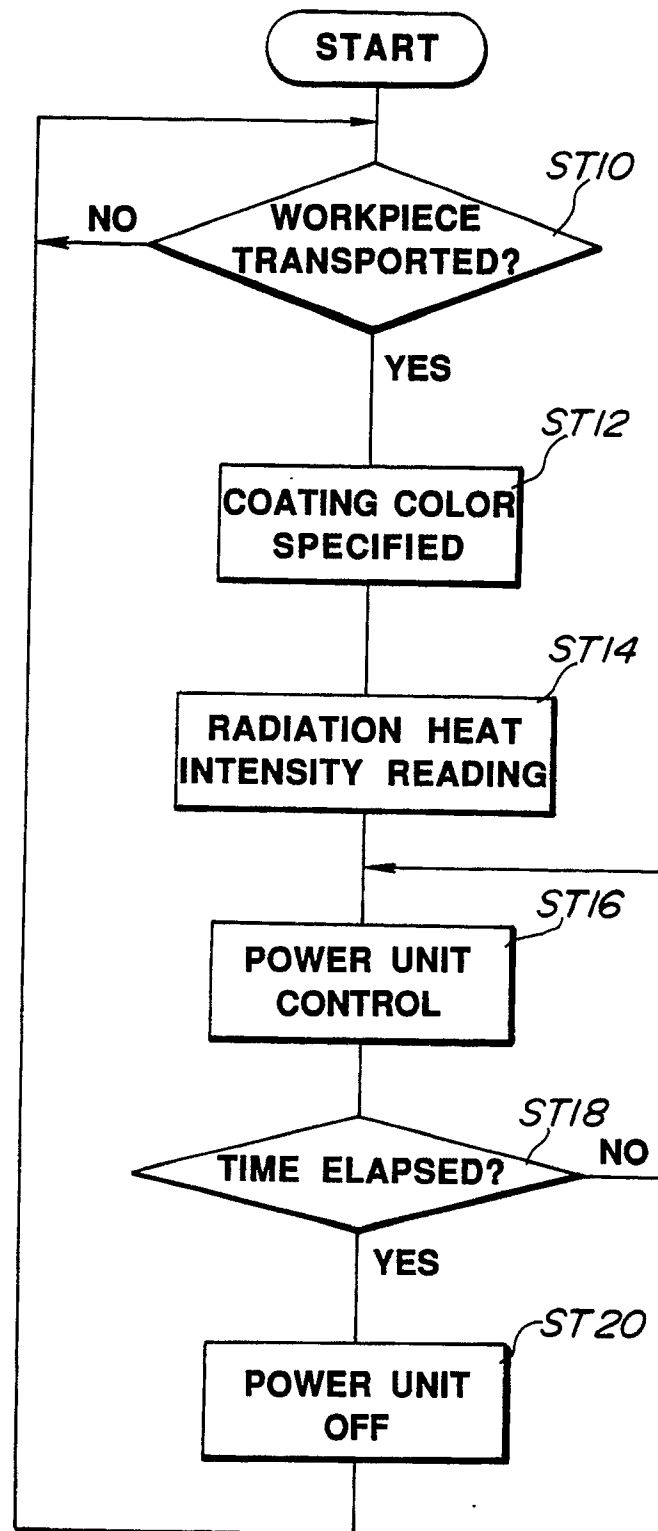 START
ST10
NO
WORKPIECE
TRANSPORTED?
YES
ST12
COATING COLOR
SPECIFIED
ST14
RADIATION HEAT
INTENSITY READING
ST16
POWER UNIT
CONTROL
ST18
TIME ELAPSED?
NO
YES
ST20
POWER UNIT
OFF